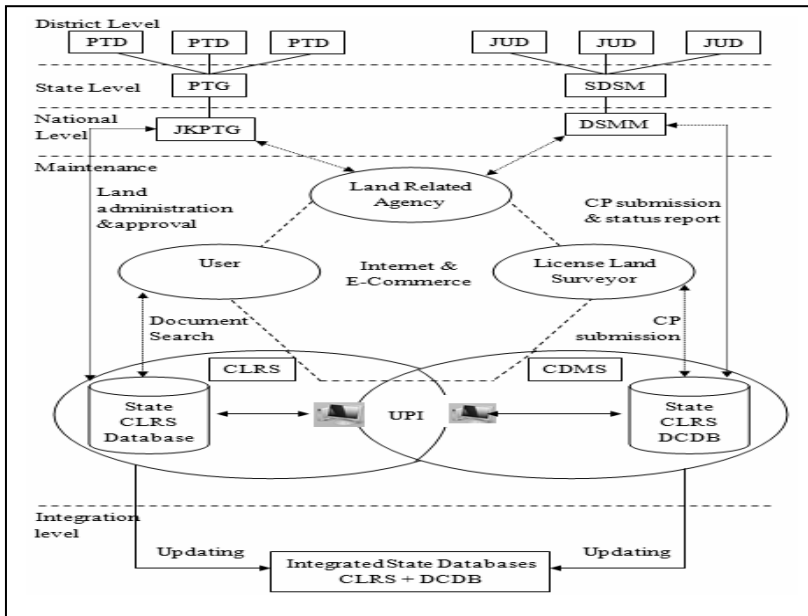 District Level
PTD PTD PTD JUD JUD JUD
State Level
PTG SDSM
National
Level
JKPTG DSMM
Maintenance
Land Related
Agency
Land
administration
&approval
CP submission
& status report
User
Internet &
E-Commerce
License Land
Surveyor
Document
Search
CP
submission
CLRS CDMS
State
CLRS
Database
UPI
State
CLRS
DCDB
Integration
level
Updating Updating
Integrated State Databases
CLRS + DCDB